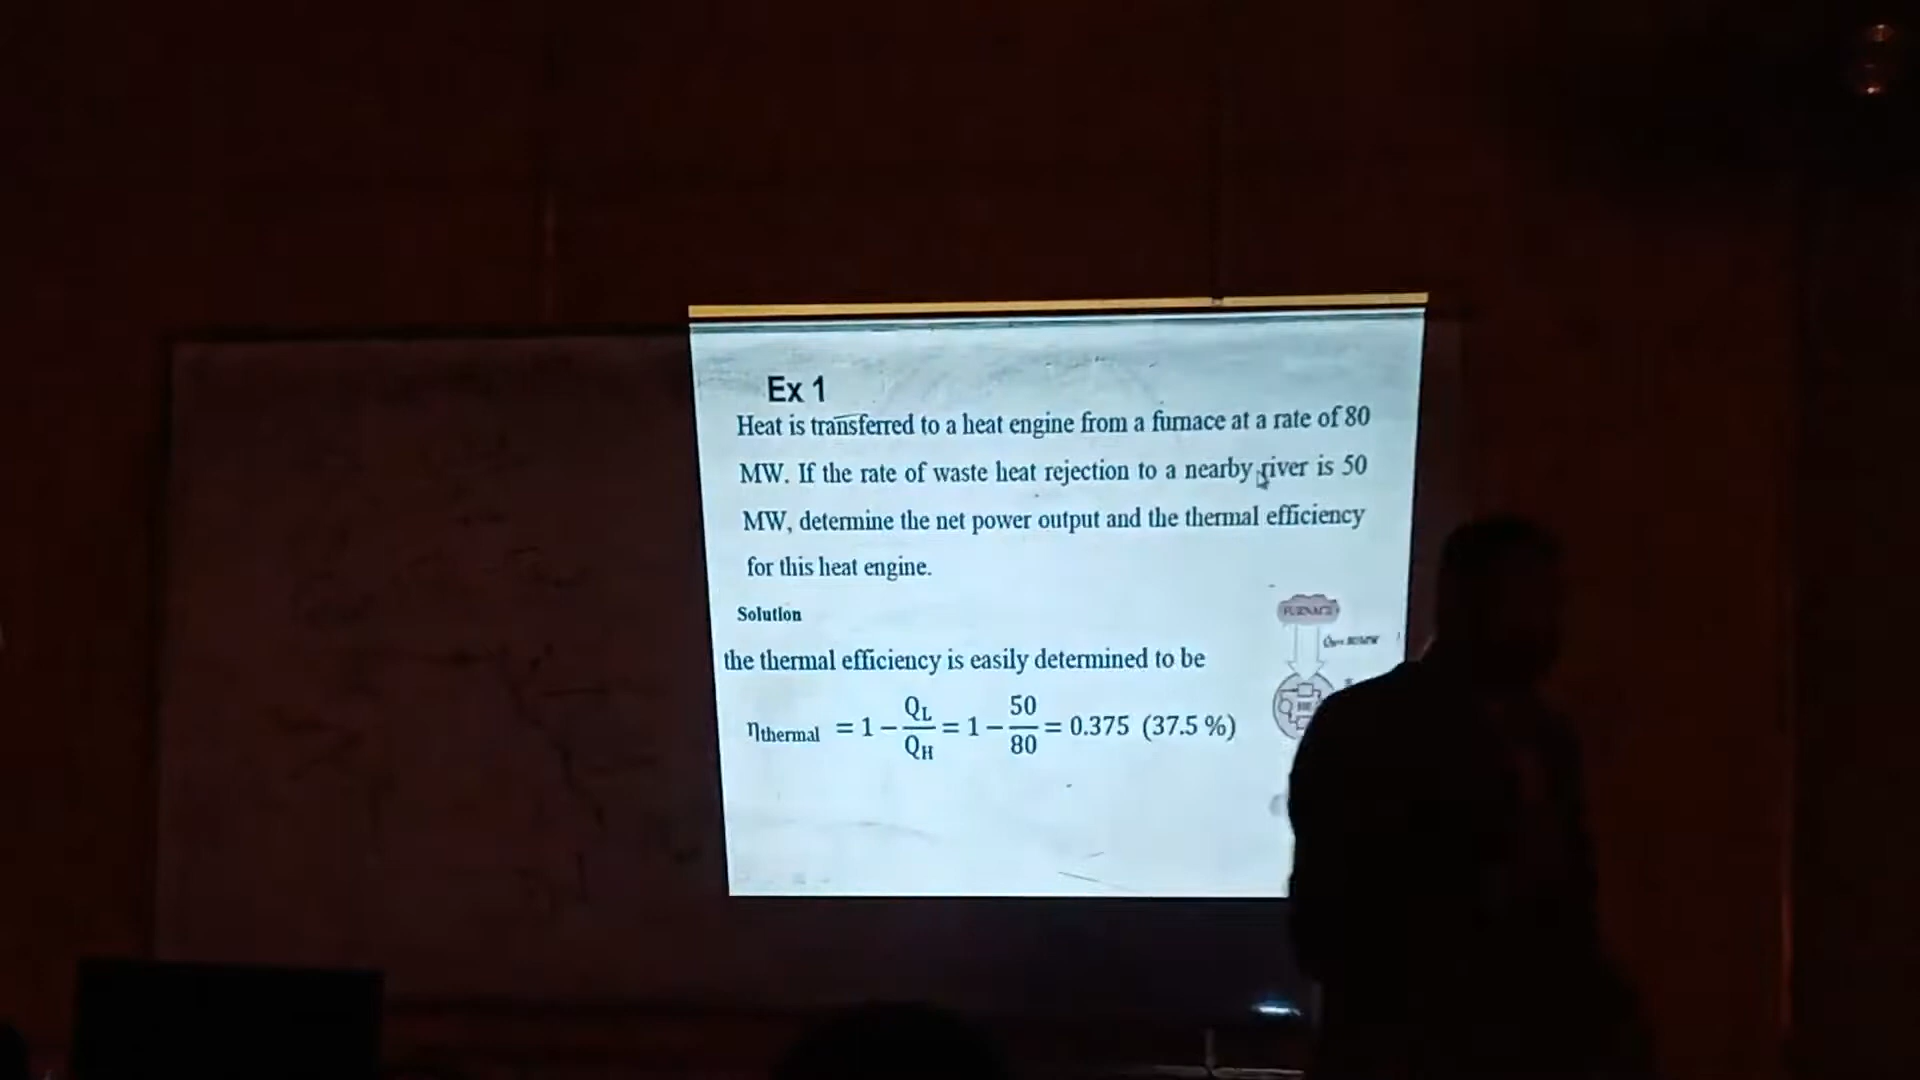 Ex 1
Heat is transferred to a heat engine from a furnace at a rate of 80
MW. If the rate of waste heat rejection to a nearby river is 50
MW, determine the net power output and the thermal efficiency
for this heat engine.
Solution
FURNACE
the thermal efficiency is easily determined to be
ηthermal = 1 − QL/QH = 1 − 50/80 = 0.375 (37.5 %)